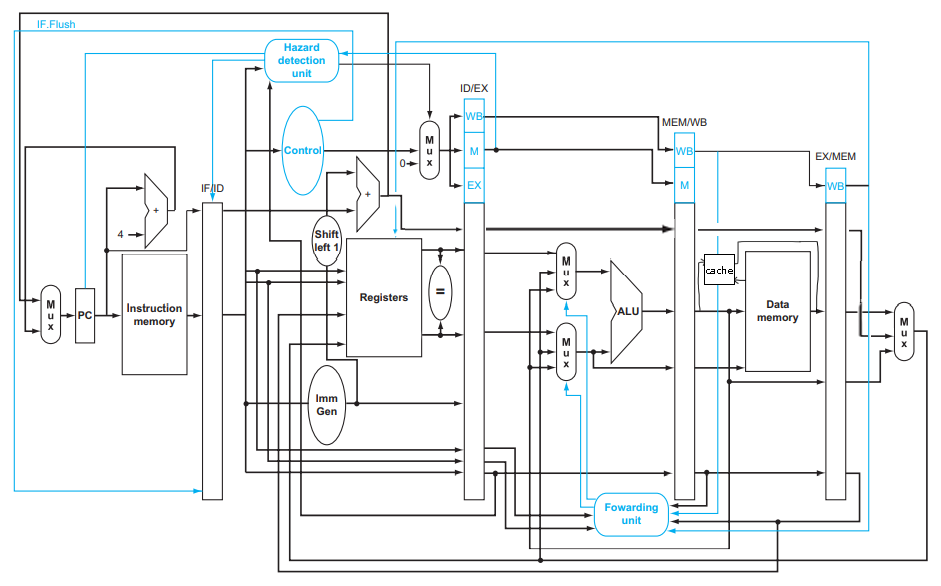 IF.Flush
Hazard
detection
unit
ID/EX
MEM/WB
EX/MEM
WB
M
u
x
Control
M
WB
0
WB
EX
M
IF/ID
+
+
4
Shift
left 1
M
u
x
cache
Registers
=
M
u
x
PC
Instruction
memory
ALU
Data
memory
M
u
x
M
u
x
Imm
Gen
Fowarding
unit